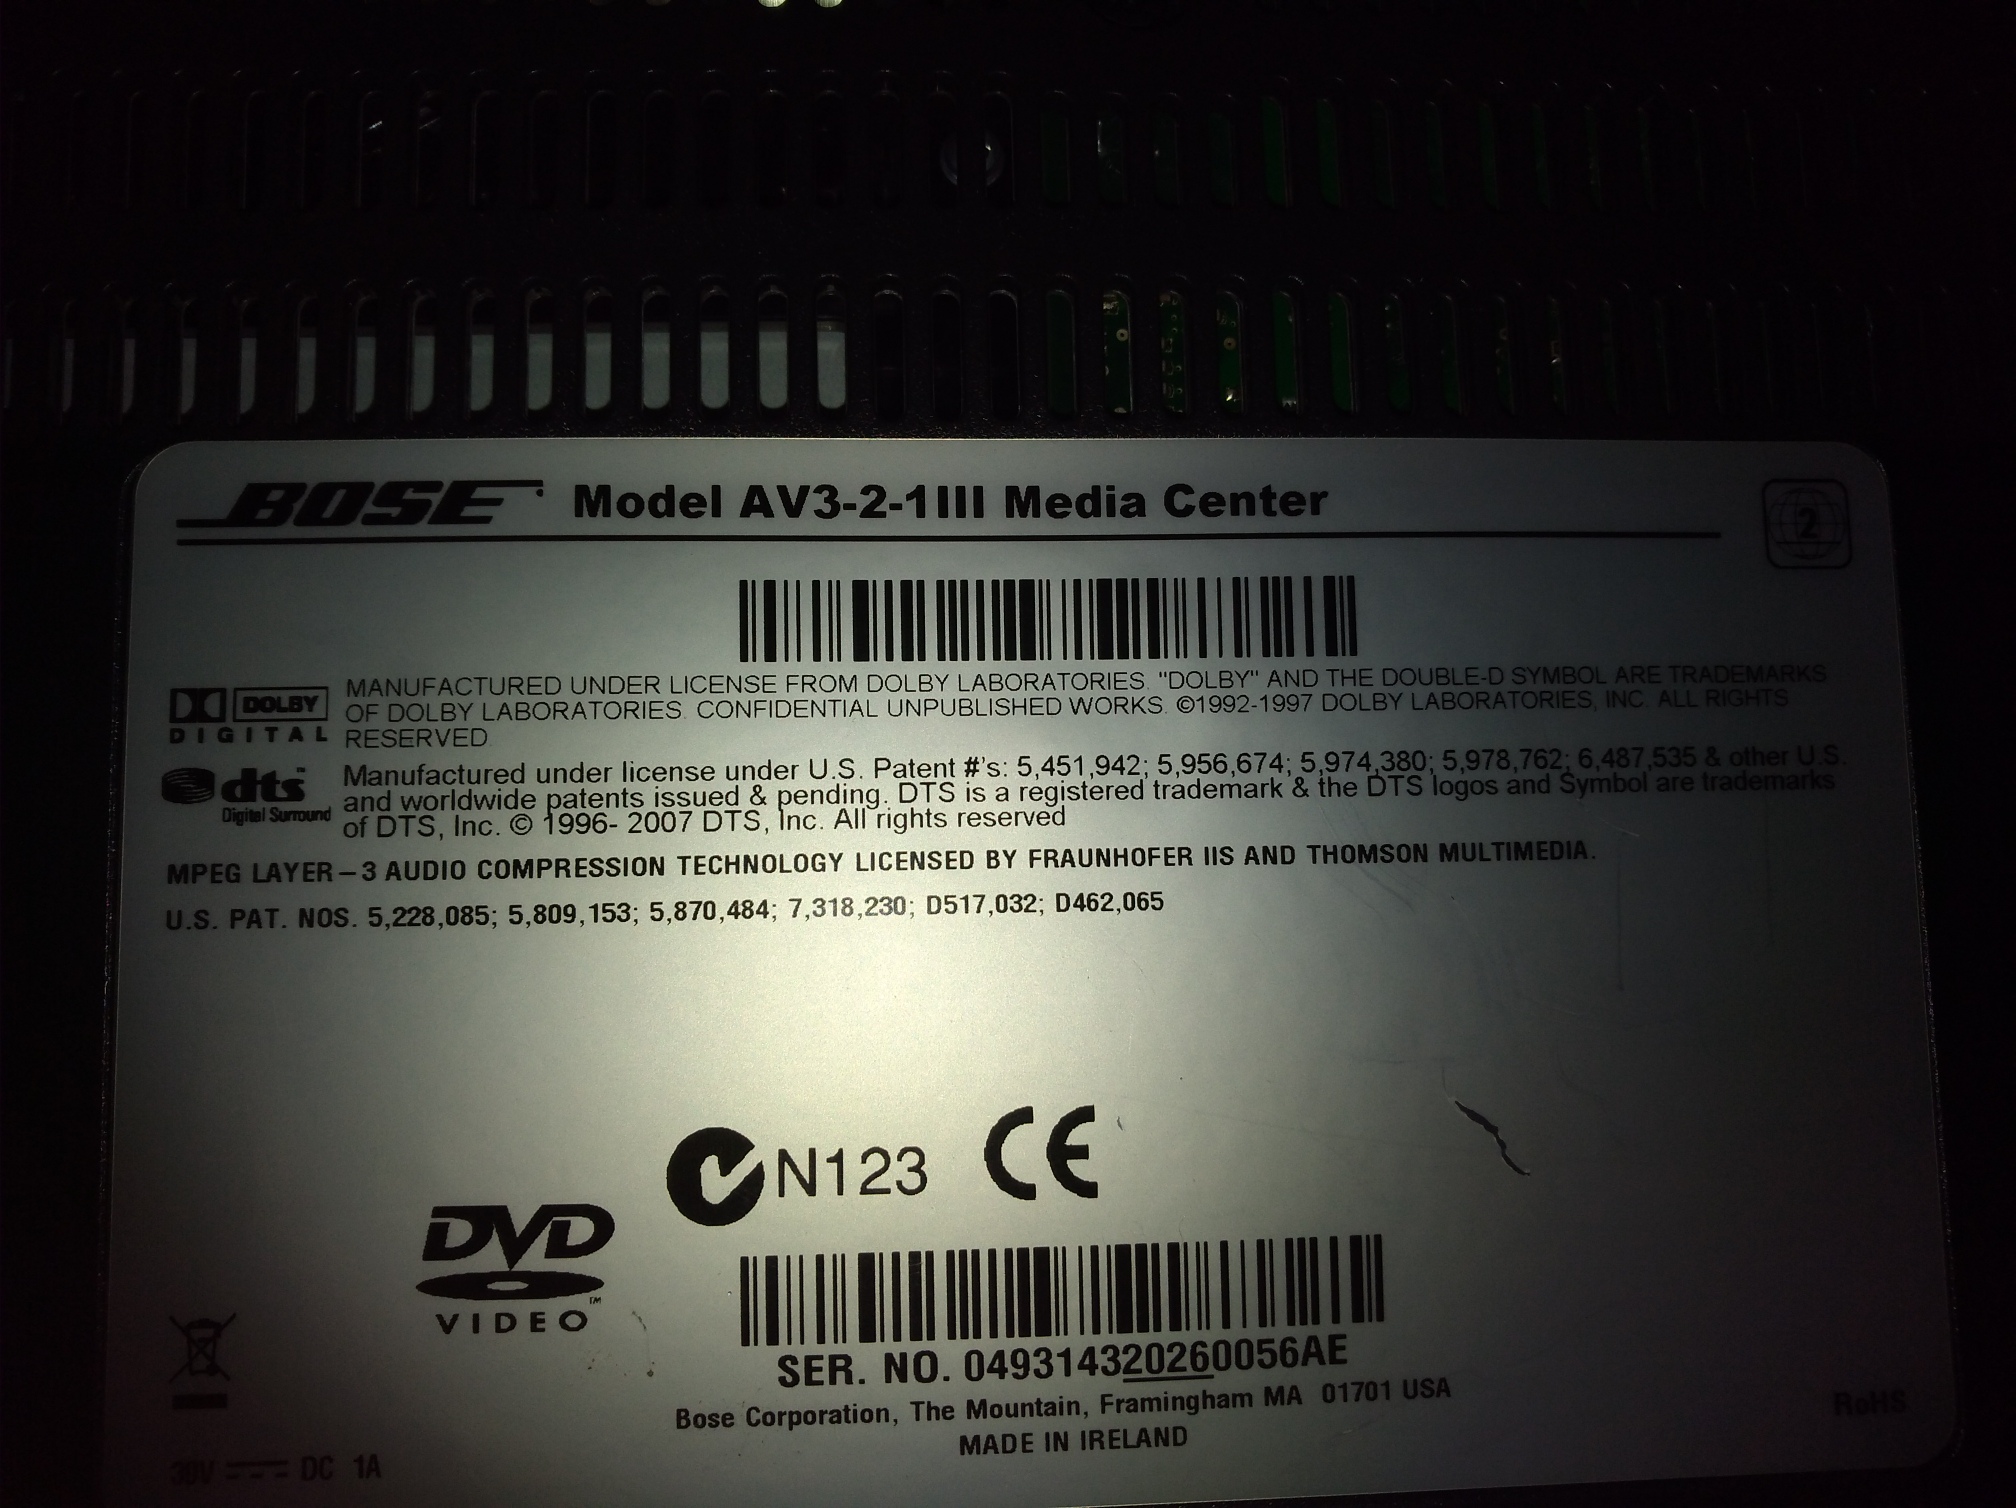 BOSE Model AV3-2-1III Media Center
2
DOLBY DIGITAL
MANUFACTURED UNDER LICENSE FROM DOLBY LABORATORIES. "DOLBY" AND THE DOUBLE-D SYMBOL ARE TRADEMARKS
OF DOLBY LABORATORIES. CONFIDENTIAL UNPUBLISHED WORKS. ©1992-1997 DOLBY LABORATORIES, INC. ALL RIGHTS
RESERVED
dts Digital Surround
Manufactured under license under U.S. Patent #'s: 5,451,942; 5,956,674; 5,974,380; 5,978,762; 6,487,535 & other U.S.
and worldwide patents issued & pending. DTS is a registered trademark & the DTS logos and Symbol are trademarks
of DTS, Inc. © 1996- 2007 DTS, Inc. All rights reserved
MPEG LAYER-3 AUDIO COMPRESSION TECHNOLOGY LICENSED BY FRAUNHOFER IIS AND THOMSON MULTIMEDIA.
U.S. PAT. NOS. 5,228,085; 5,809,153; 5,870,484; 7,318,230; D517,032; D462,065
N123 CE
DVD
VIDEO™
SER. NO. 049314320260056AE
Bose Corporation, The Mountain, Framingham MA 01701 USA
MADE IN IRELAND
RoHS
30V DC 1A